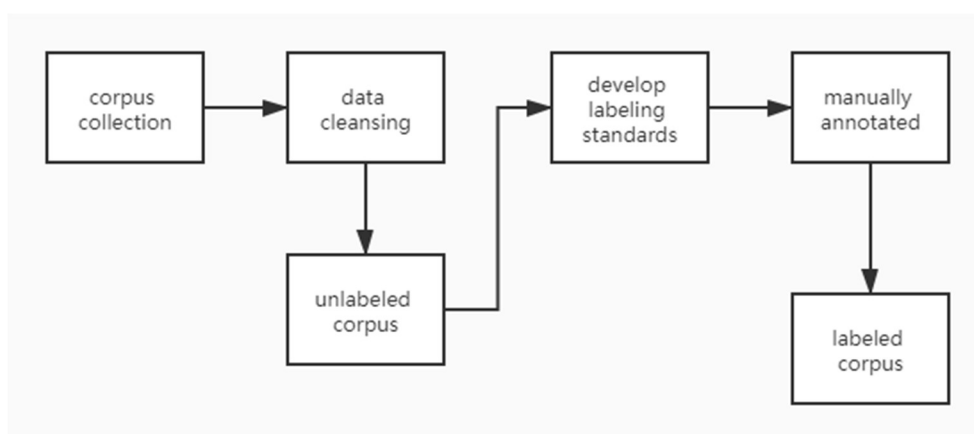 corpus
collection
data
cleansing
unlabeled
corpus
develop
labeling
standards
manually
annotated
labeled
corpus